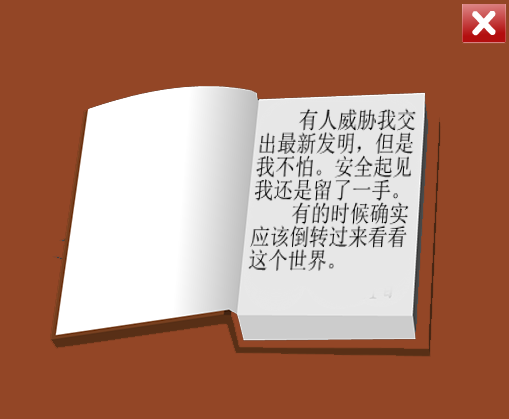 有人威胁我交
出最新发明，但是
我不怕。安全起见
我还是留了一手。
有的时候确实
应该倒转过来看看
这个世界。